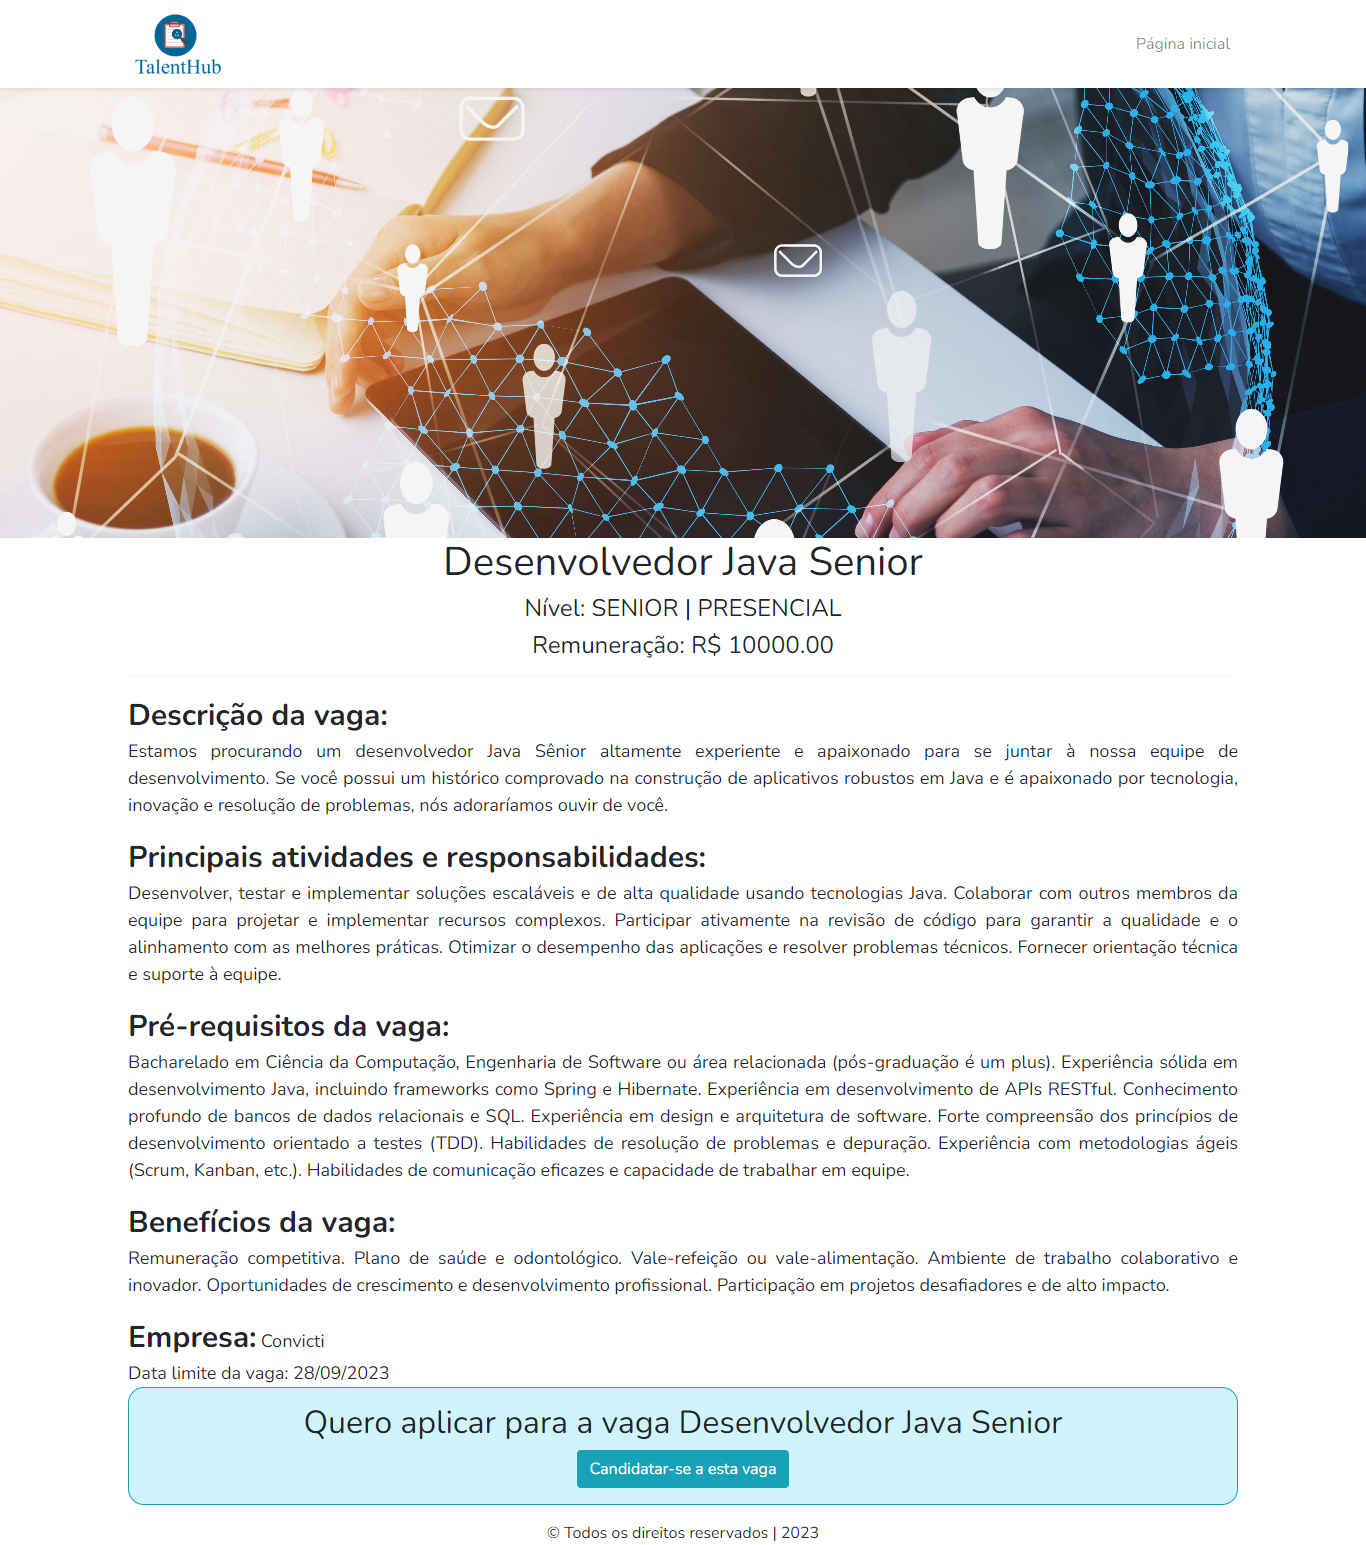 TalentHub
Página inicial
Desenvolvedor Java Senior
Nível: SENIOR | PRESENCIAL
Remuneração: R$ 10000.00
Descrição da vaga:
Estamos procurando um desenvolvedor Java Sênior altamente experiente e apaixonado para se juntar à nossa equipe de
desenvolvimento. Se você possui um histórico comprovado na construção de aplicativos robustos em Java e é apaixonado por tecnologia,
inovação e resolução de problemas, nós adoraríamos ouvir de você.
Principais atividades e responsabilidades:
Desenvolver, testar e implementar soluções escaláveis e de alta qualidade usando tecnologias Java. Colaborar com outros membros da
equipe para projetar e implementar recursos complexos. Participar ativamente na revisão de código para garantir a qualidade e o
alinhamento com as melhores práticas. Otimizar o desempenho das aplicações e resolver problemas técnicos. Fornecer orientação técnica
e suporte à equipe.
Pré-requisitos da vaga:
Bacharelado em Ciência da Computação, Engenharia de Software ou área relacionada (pós-graduação é um plus). Experiência sólida em
desenvolvimento Java, incluindo frameworks como Spring e Hibernate. Experiência em desenvolvimento de APIs RESTful. Conhecimento
profundo de bancos de dados relacionais e SQL. Experiência em design e arquitetura de software. Forte compreensão dos princípios de
desenvolvimento orientado a testes (TDD). Habilidades de resolução de problemas e depuração. Experiência com metodologias ágeis
(Scrum, Kanban, etc.). Habilidades de comunicação eficazes e capacidade de trabalhar em equipe.
Benefícios da vaga:
Remuneração competitiva. Plano de saúde e odontológico. Vale-refeição ou vale-alimentação. Ambiente de trabalho colaborativo e
inovador. Oportunidades de crescimento e desenvolvimento profissional. Participação em projetos desafiadores e de alto impacto.
Empresa: Convicti
Data limite da vaga: 28/09/2023
Quero aplicar para a vaga Desenvolvedor Java Senior
Candidatar-se a esta vaga
© Todos os direitos reservados | 2023